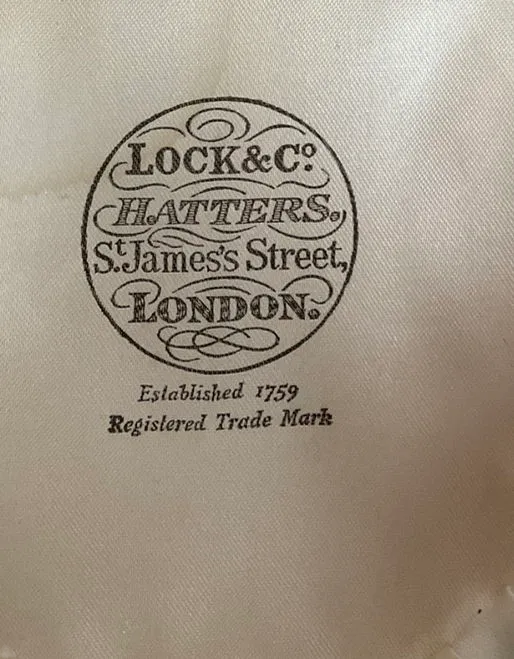 LOCK & Cº
HATTERS.
St. James's Street,
LONDON.
Established 1759
Registered Trade Mark